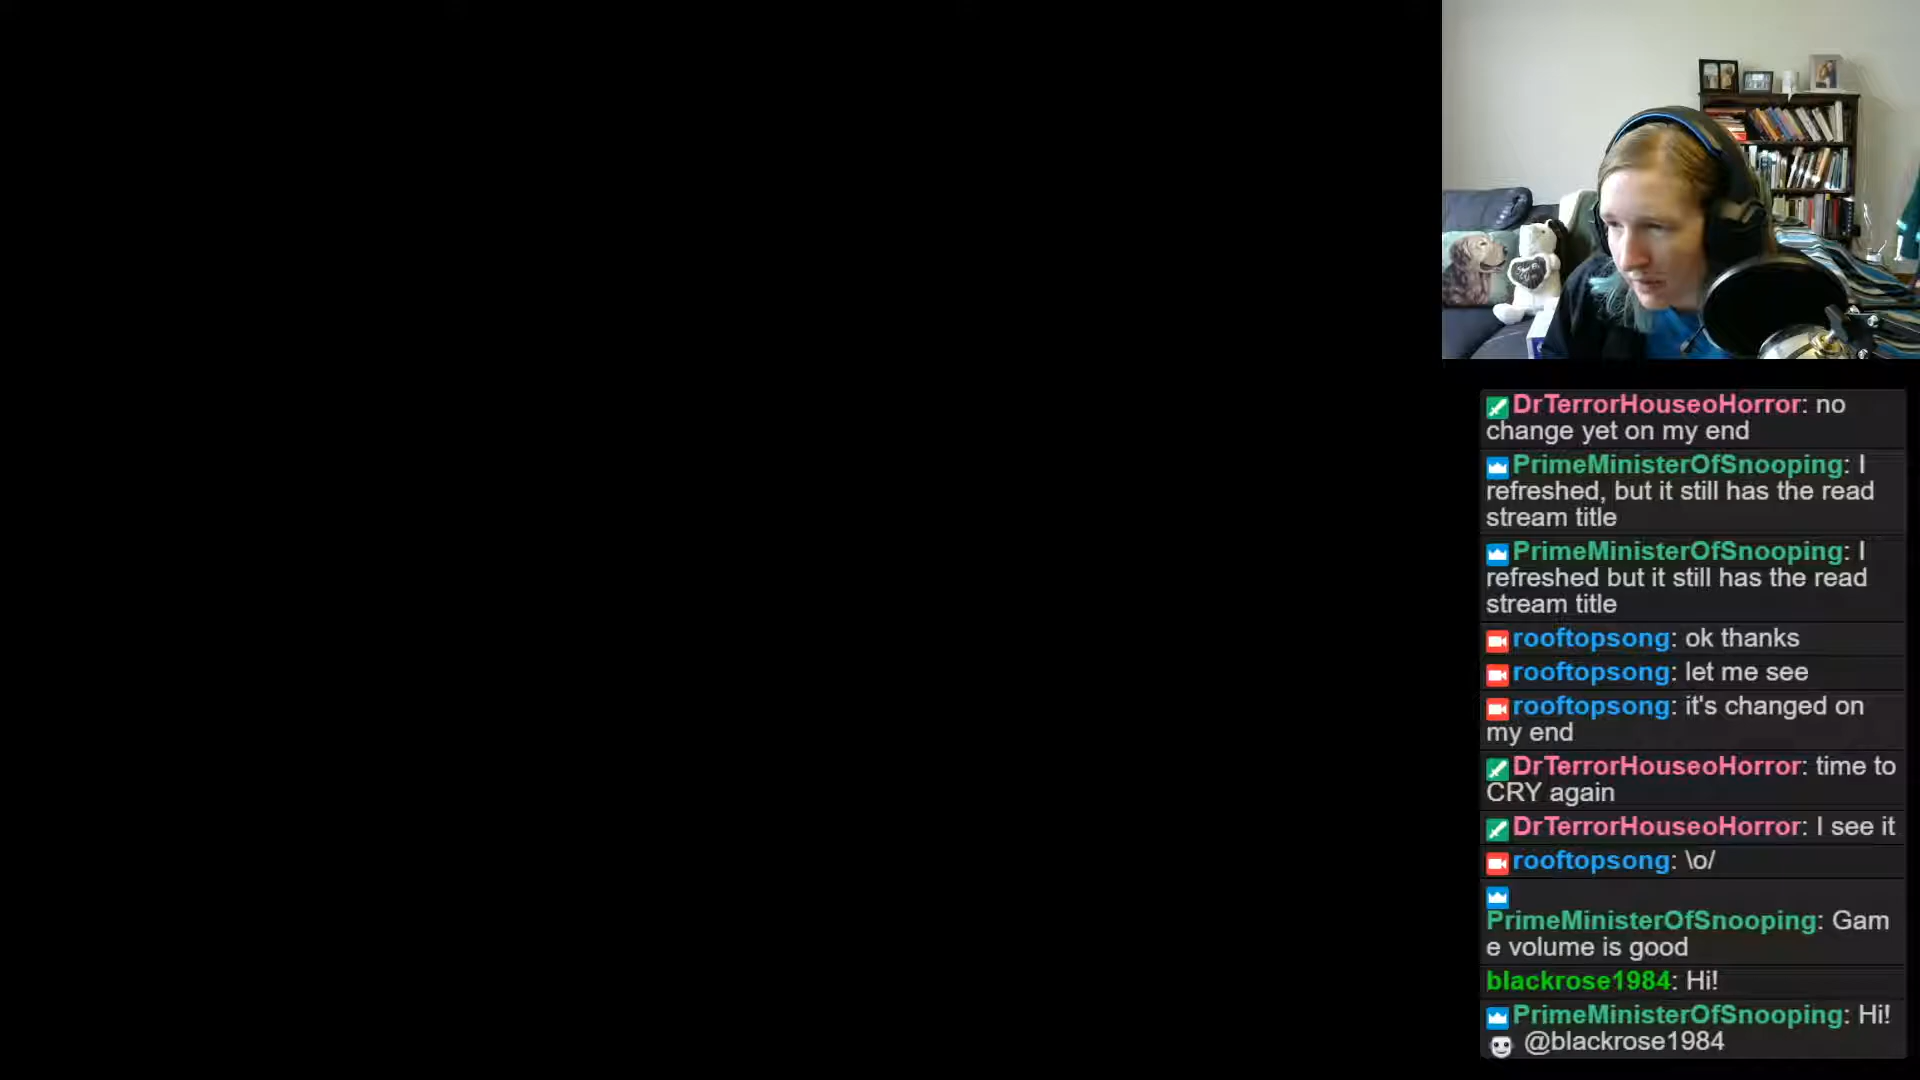 DrTerrorHouseoHorror: no
change yet on my end
PrimeMinisterOfSnooping: I
refreshed, but it still has the read
stream title
PrimeMinisterOfSnooping: I
refreshed but it still has the read
stream title
rooftopsong: ok thanks
rooftopsong: let me see
rooftopsong: it's changed on
my end
DrTerrorHouseoHorror: time to
CRY again
DrTerrorHouseoHorror: I see it
rooftopsong: \o/
PrimeMinisterOfSnooping: Gam
e volume is good
blackrose1984: Hi!
PrimeMinisterOfSnooping: Hi!
@blackrose1984